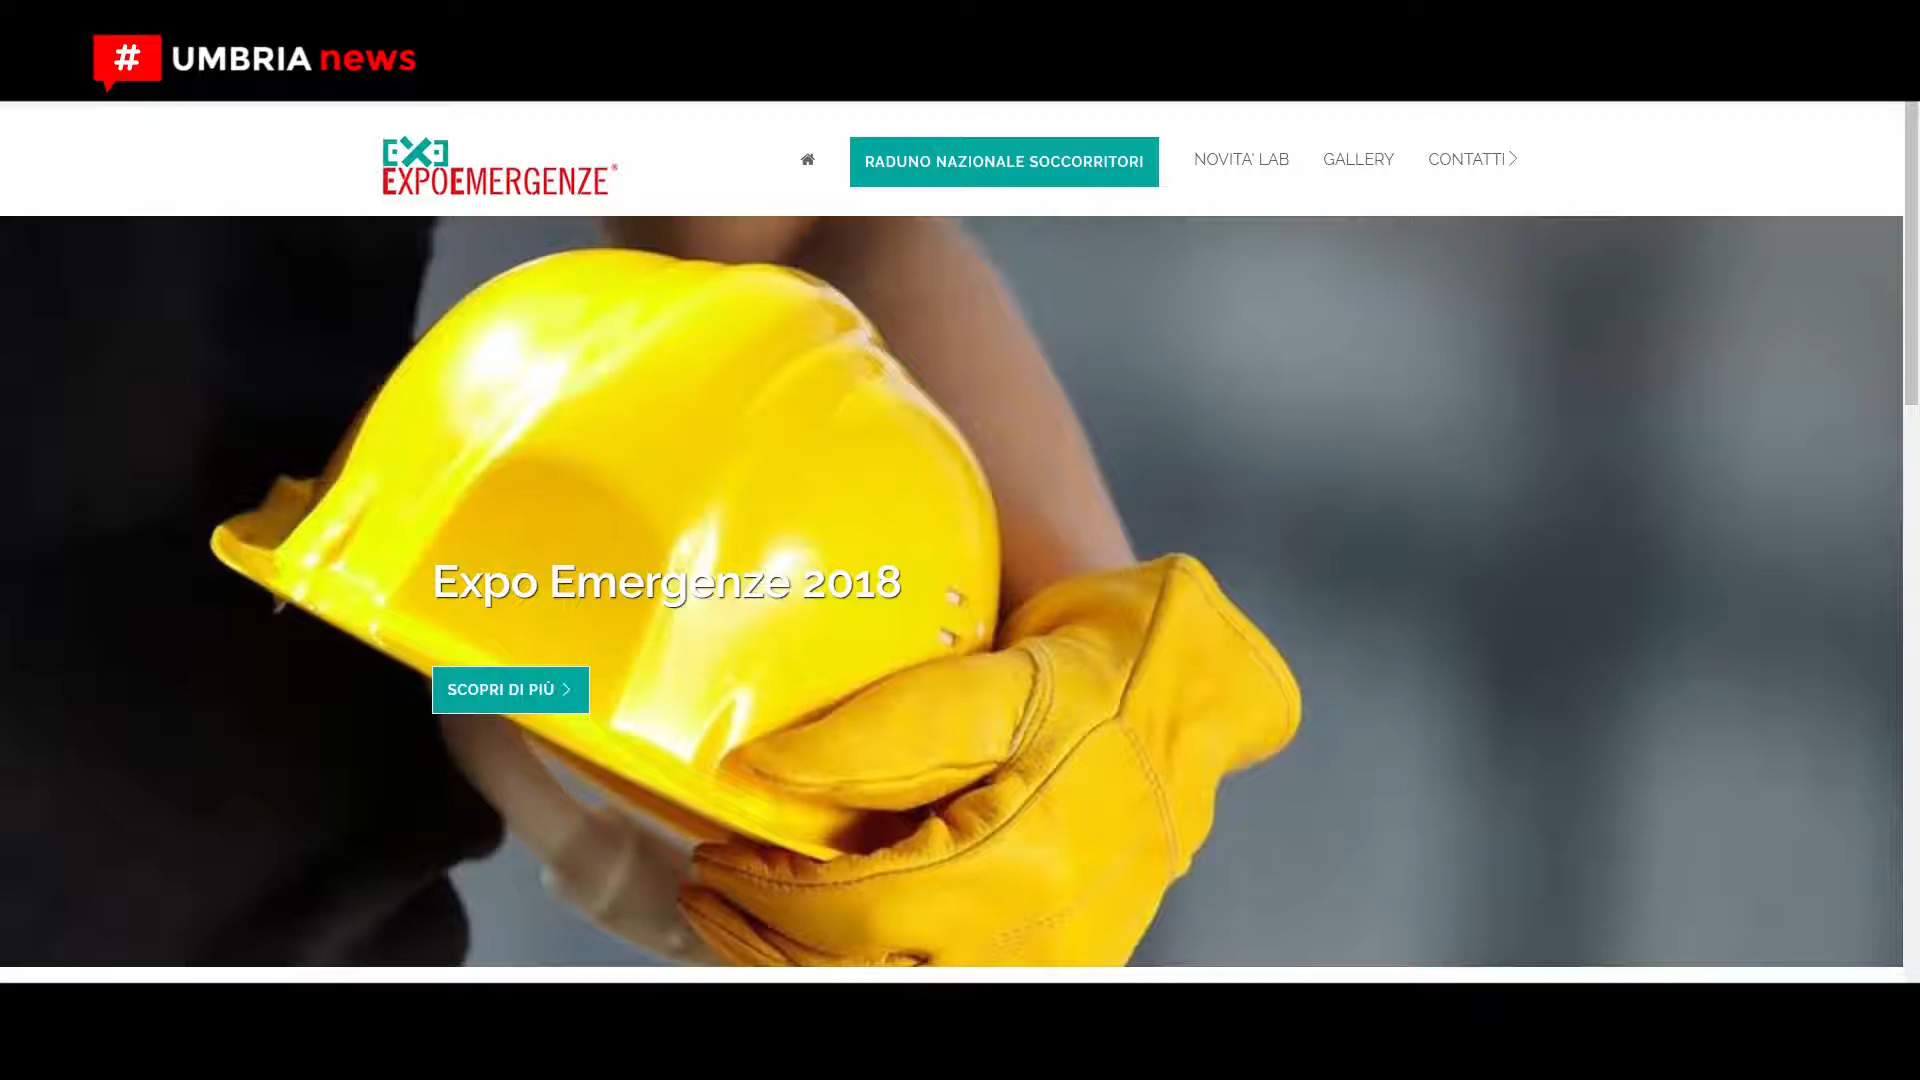 # UMBRIA news
EXPOEMERGENZE®
RADUNO NAZIONALE SOCCORRITORI
NOVITA' LAB
GALLERY
CONTATTI
Expo Emergenze 2018
SCOPRI DI PIÙ